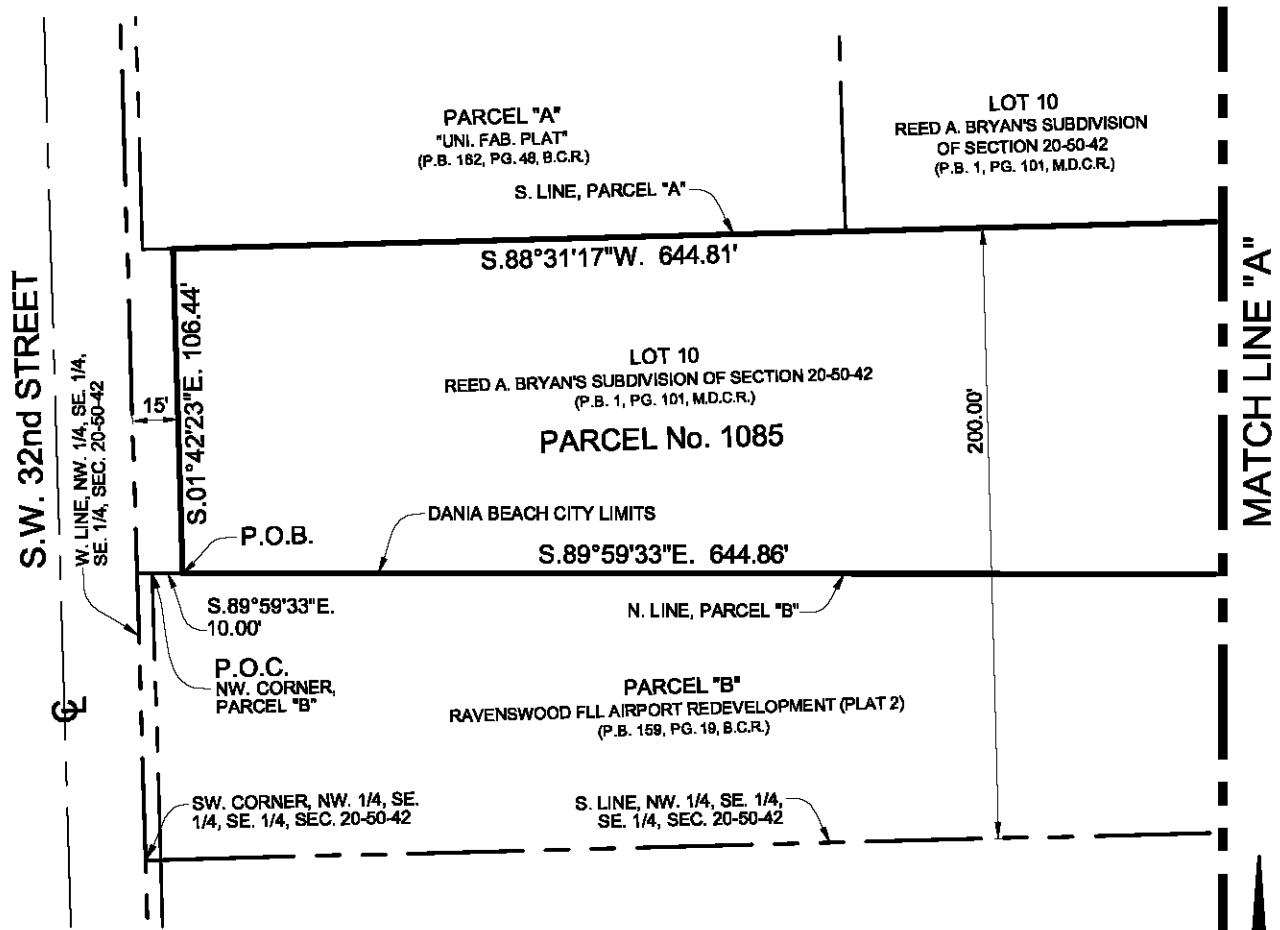 PARCEL "A"
"UNI. FAB. PLAT"
(P.B. 162, PG. 48, B.C.R.)
LOT 10
REED A. BRYAN'S SUBDIVISION
OF SECTION 20-50-42
(P.B. 1, PG. 101, M.D.C.R.)
S. LINE, PARCEL "A"
S.88°31'17"W. 644.81'
S.W. 32nd STREET
W. LINE, NW. 1/4, SE. 1/4,
SE. 1/4, SEC. 20-50-42
15'
S.01°42'23"E. 106.44'
LOT 10
REED A. BRYAN'S SUBDIVISION OF SECTION 20-50-42
(P.B. 1, PG. 101, M.D.C.R.)
PARCEL No. 1085
200.00'
MATCH LINE "A"
DANIA BEACH CITY LIMITS
P.O.B.
S.89°59'33"E. 644.86'
S.89°59'33"E.
10.00'
N. LINE, PARCEL "B"
P.O.C.
NW. CORNER,
PARCEL "B"
PARCEL "B"
RAVENSWOOD FLL AIRPORT REDEVELOPMENT (PLAT 2)
(P.B. 159, PG. 19, B.C.R.)
CL
SW. CORNER, NW. 1/4, SE.
1/4, SE. 1/4, SEC. 20-50-42
S. LINE, NW. 1/4, SE. 1/4,
SE. 1/4, SEC. 20-50-42